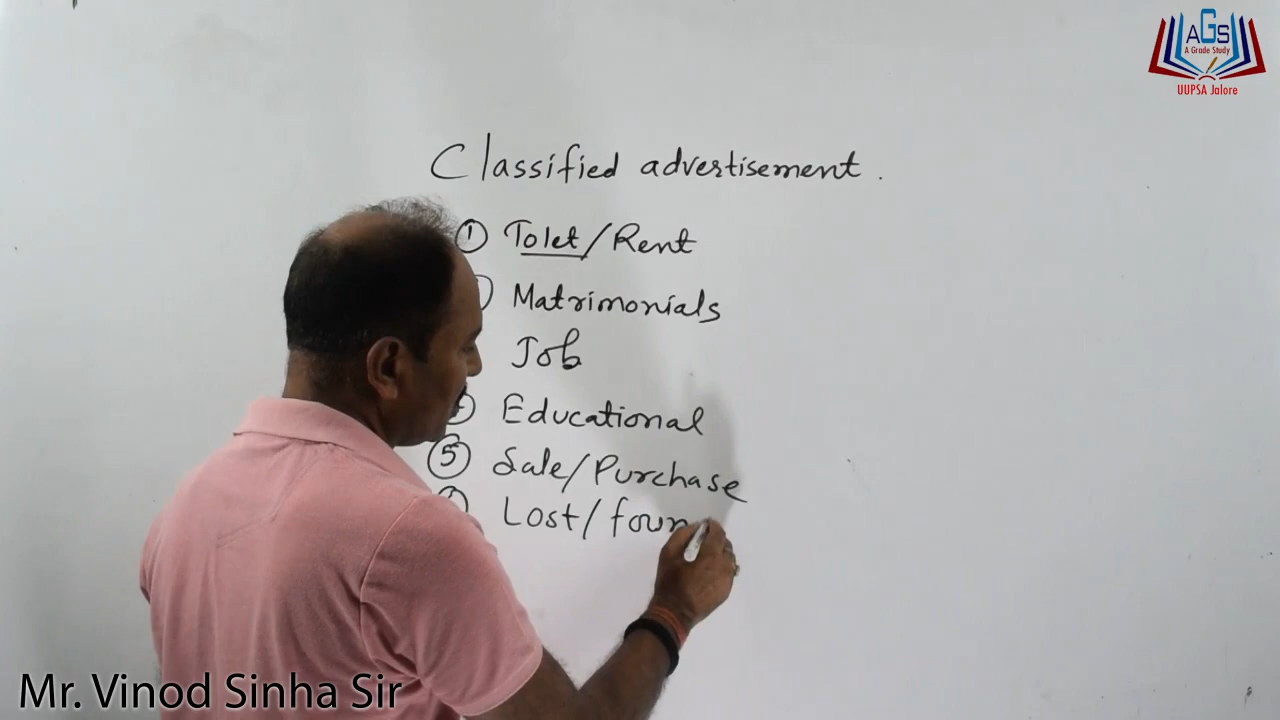 AGS
A Grade Study
UUPSA Jalore
Classified advertisement.
① Tolet/Rent
Matrimonials
Job
Educational
⑤ Sale/Purchase
Lost/foun
Mr. Vinod Sinha Sir